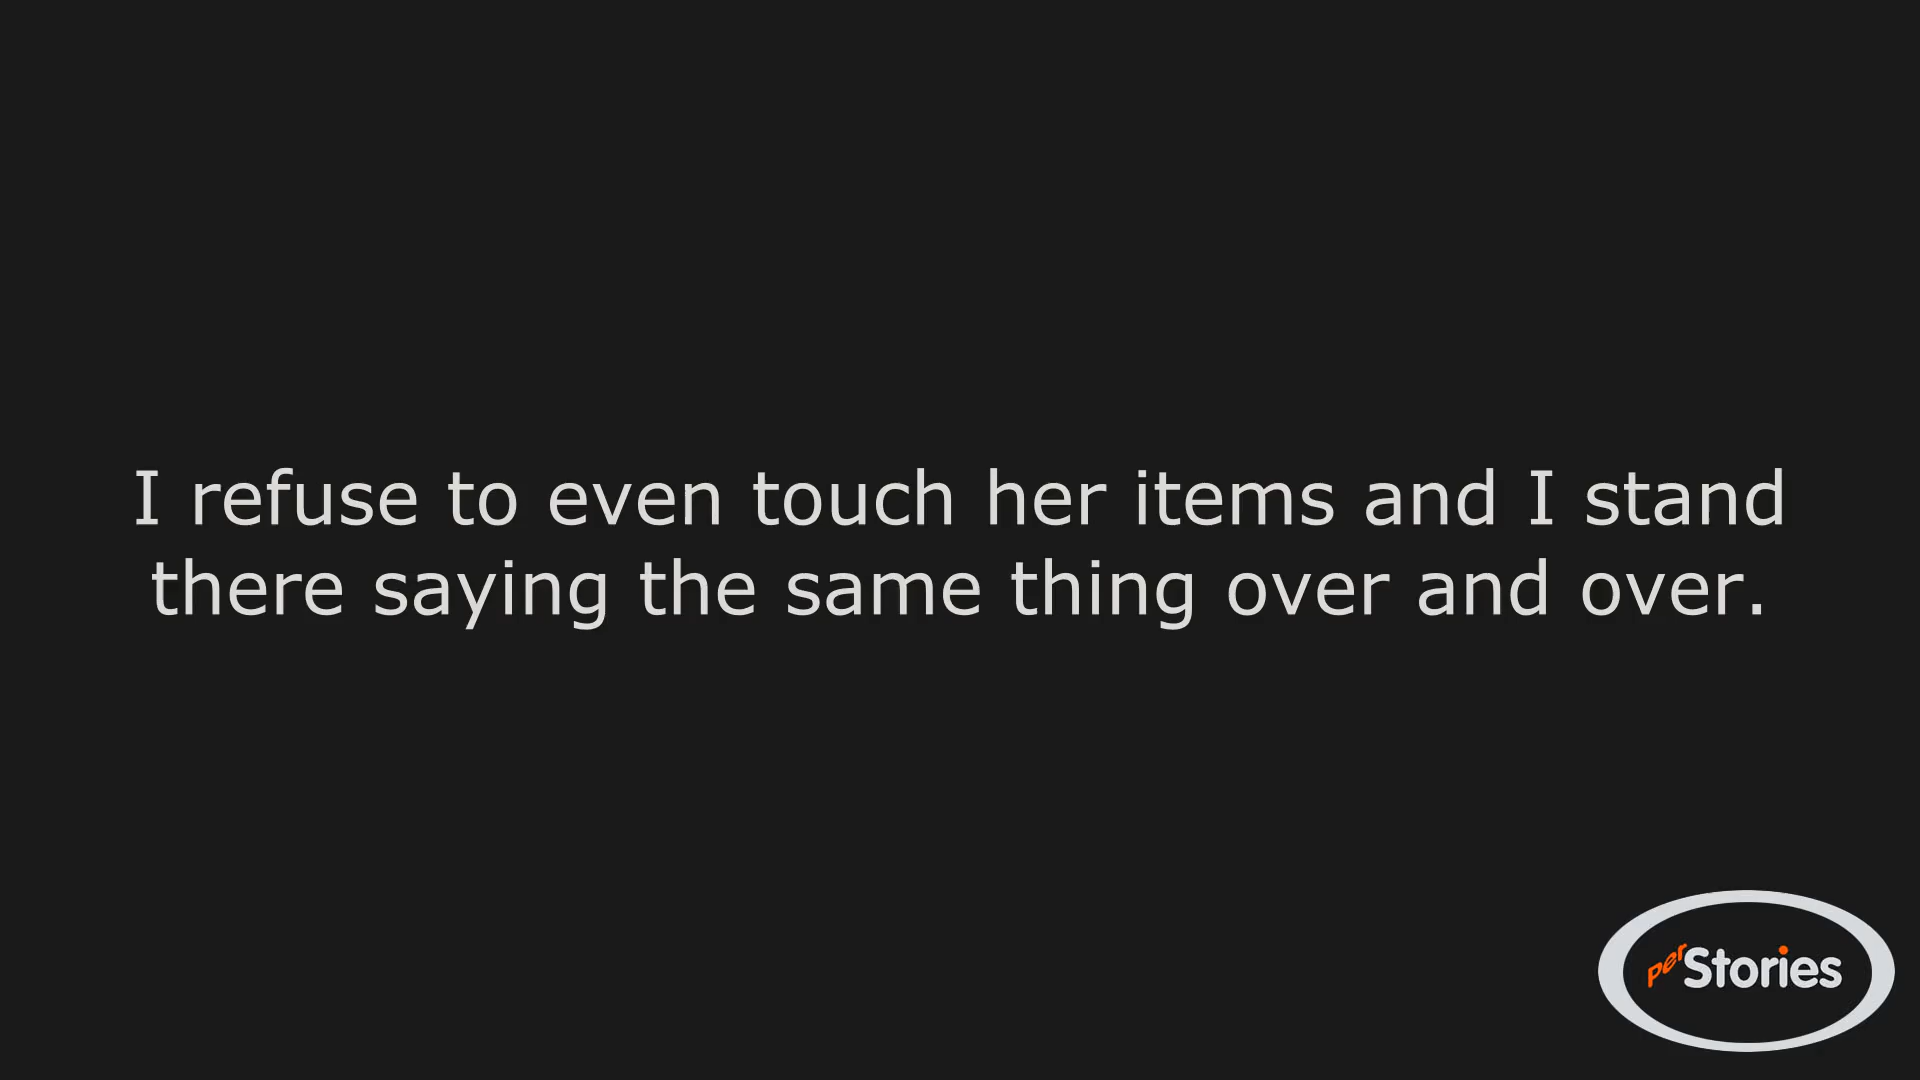 I refuse to even touch her items and I stand
there saying the same thing over and over.
perStories